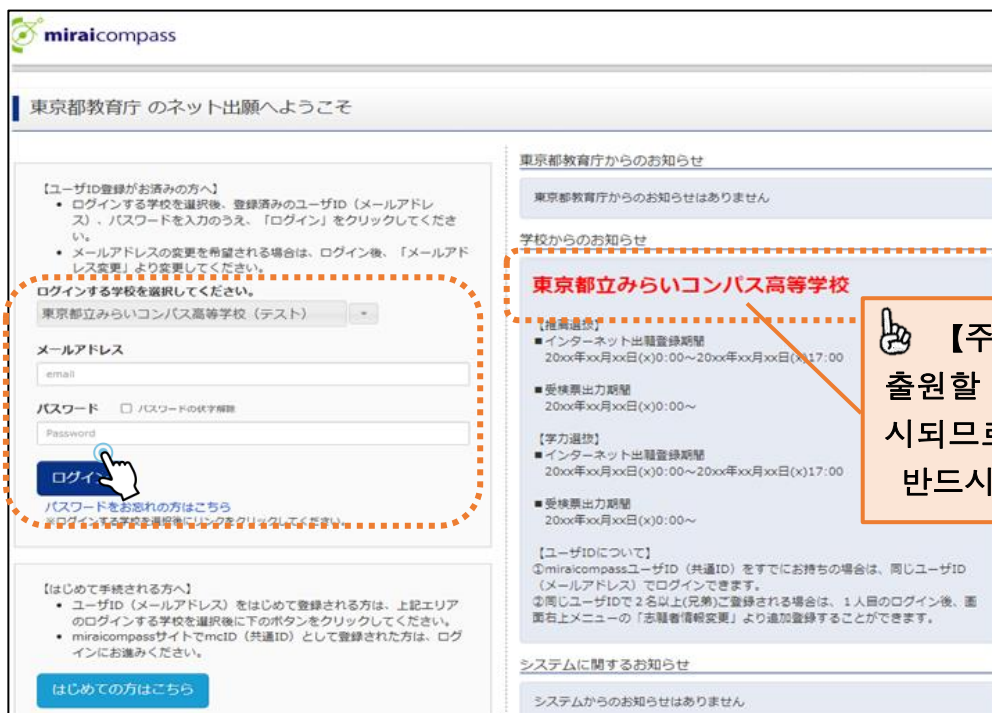 miraicompass
東京都教育庁 のネット出願へようこそ
【ユーザID登録がお済みの方へ】
• ログインする学校を選択後、登録済みのユーザID（メールアドレ
ス）、パスワードを入力のうえ、「ログイン」をクリックしてくださ
い。
• メールアドレスの変更を希望される場合は、ログイン後、「メールアド
レス変更」より変更してください。
ログインする学校を選択してください。
東京都立みらいコンパス高等学校（テスト）
メールアドレス
email
パスワード □ パスワードの伏字解除
Password
ログイン
パスワードをお忘れの方はこちら
※ログインする学校を選択後にリンクをクリックしてください。
【はじめて手続される方へ】
• ユーザID（メールアドレス）をはじめて登録される方は、上記エリア
のログインする学校を選択後に下のボタンをクリックしてください。
• miraicompassサイトでmcID（共通ID）として登録された方は、ログ
インにお進みください。
はじめての方はこちら
東京都教育庁からのお知らせ
東京都教育庁からのお知らせはありません
学校からのお知らせ
東京都立みらいコンパス高等学校
【推薦選抜】
■インターネット出願登録期間
20xx年xx月xx日(x)0:00～20xx年xx月xx日(x)17:00
■受検票出力期間
20xx年xx月xx日(x)0:00～
【学力選抜】
■インターネット出願登録期間
20xx年xx月xx日(x)0:00～20xx年xx月xx日(x)17:00
■受検票出力期間
20xx年xx月xx日(x)0:00～
【ユーザIDについて】
①miraicompassユーザID（共通ID）をすでにお持ちの場合は、同じユーザID
（メールアドレス）でログインできます。
②同じユーザIDで２名以上(兄弟)ご登録される場合は、１人目のログイン後、画
面右上メニューの「志願者情報変更」より追加登録することができます。
システムに関するお知らせ
システムからのお知らせはありません
【주
출원할
시되므로
반드시